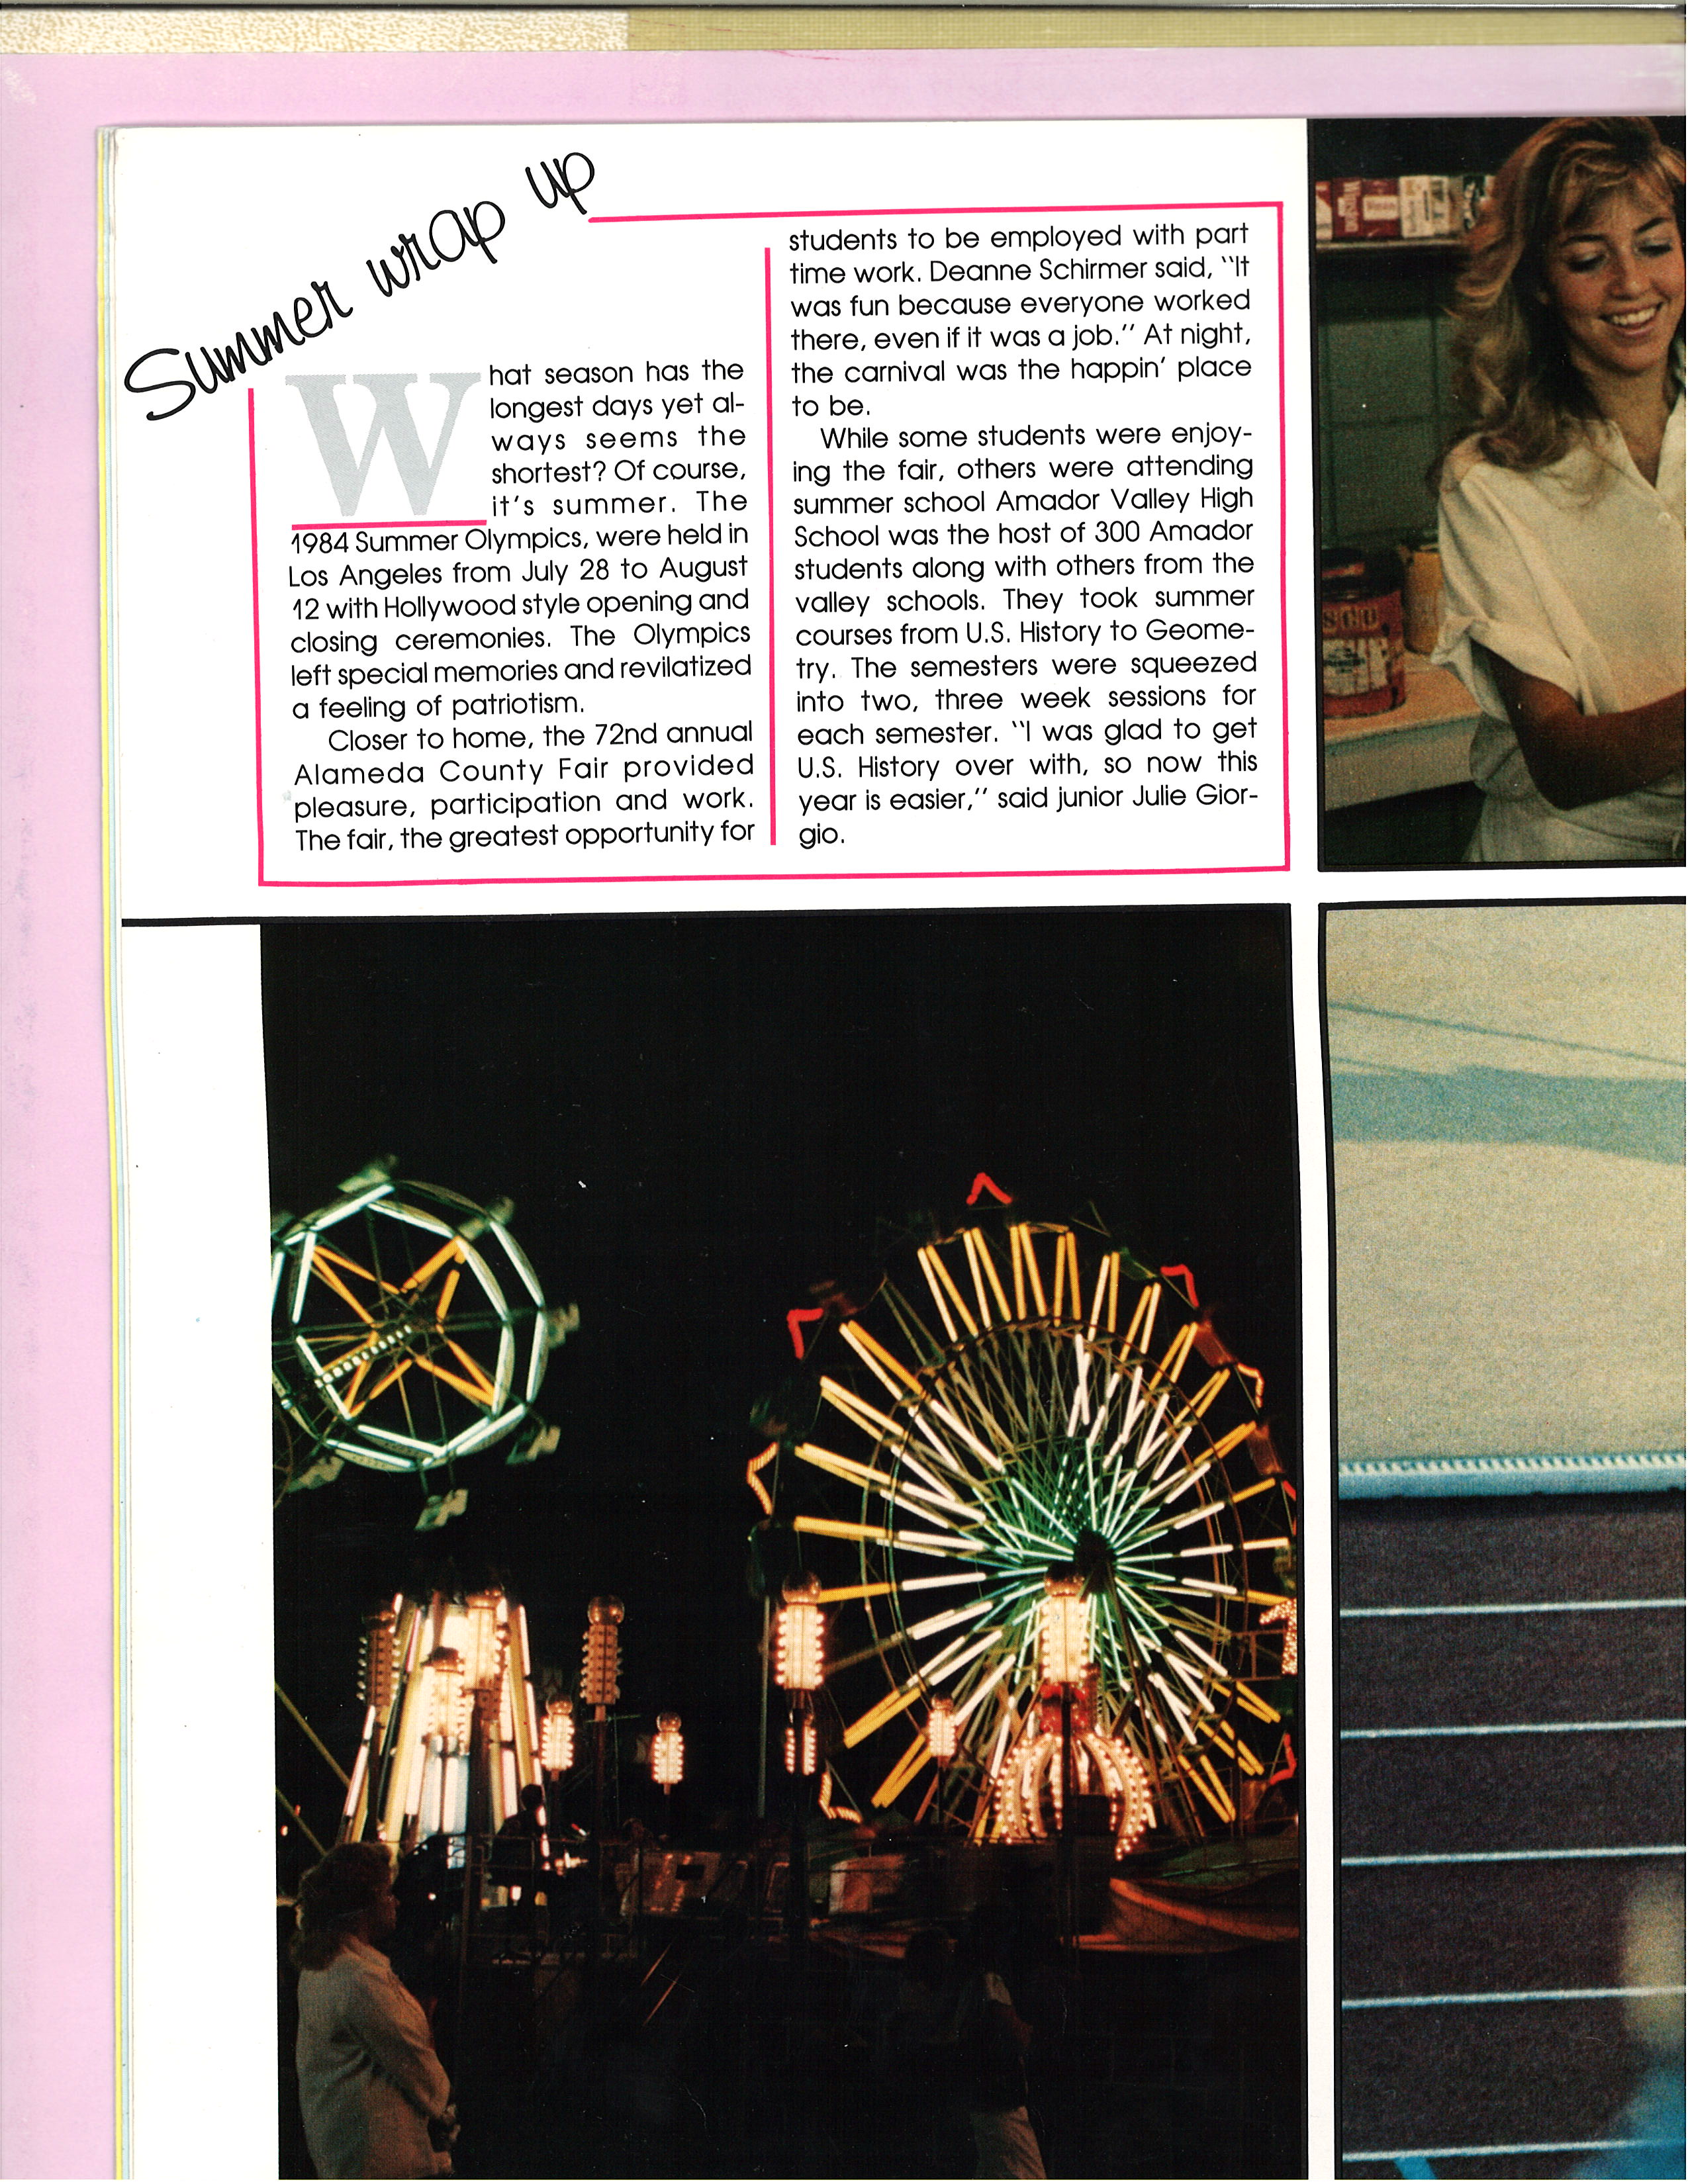 Summer wrap up
What season has the
longest days yet al-
ways seems the
shortest? Of course,
it's summer. The
1984 Summer Olympics, were held in
Los Angeles from July 28 to August
12 with Hollywood style opening and
closing ceremonies. The Olympics
left special memories and revilatized
a feeling of patriotism.
Closer to home, the 72nd annual
Alameda County Fair provided
pleasure, participation and work.
The fair, the greatest opportunity for
students to be employed with part
time work. Deanne Schirmer said, "It
was fun because everyone worked
there, even if it was a job." At night,
the carnival was the happin' place
to be.
While some students were enjoy-
ing the fair, others were attending
summer school Amador Valley High
School was the host of 300 Amador
students along with others from the
valley schools. They took summer
courses from U.S. History to Geome-
try. The semesters were squeezed
into two, three week sessions for
each semester. "I was glad to get
U.S. History over with, so now this
year is easier," said junior Julie Gior-
gio.